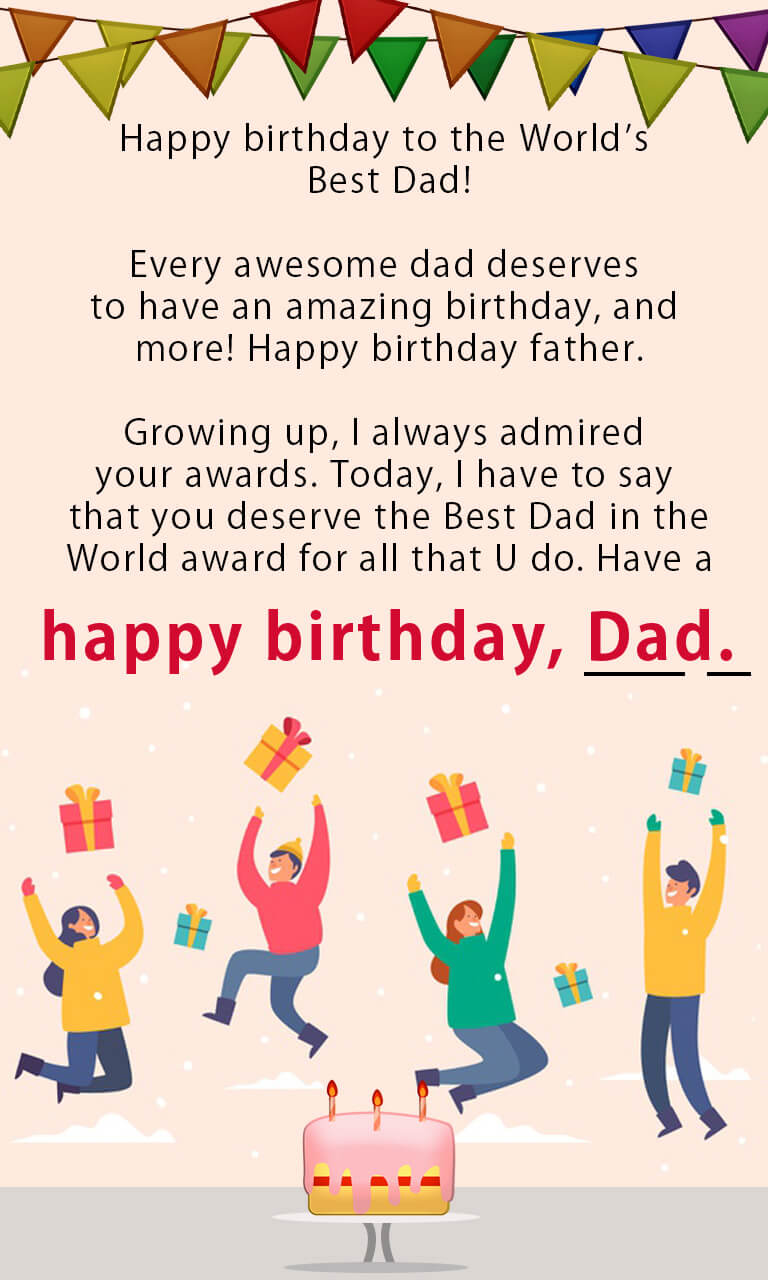 Happy birthday to the World’s
Best Dad!
Every awesome dad deserves
to have an amazing birthday, and
more! Happy birthday father.
Growing up, I always admired
your awards. Today, I have to say
that you deserve the Best Dad in the
World award for all that U do. Have a
happy birthday, Dad.